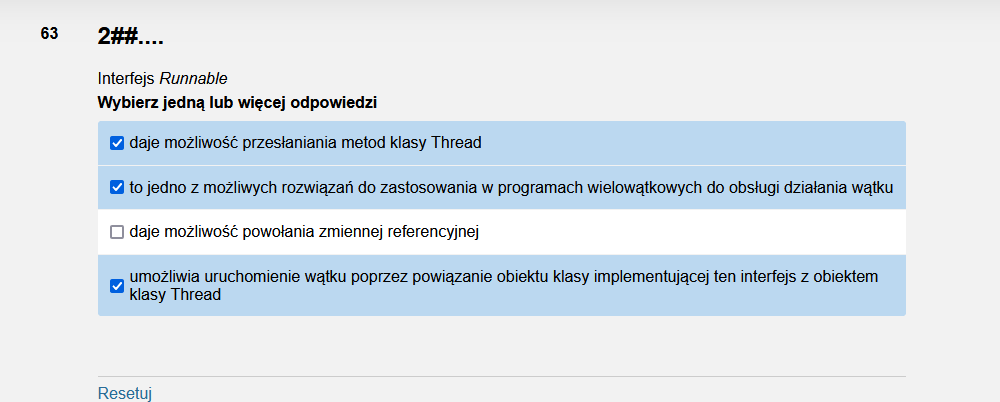 63
2##....
Interfejs Runnable
Wybierz jedną lub więcej odpowiedzi
daje możliwość przesłaniania metod klasy Thread
to jedno z możliwych rozwiązań do zastosowania w programach wielowątkowych do obsługi działania wątku
daje możliwość powołania zmiennej referencyjnej
umożliwia uruchomienie wątku poprzez powiązanie obiektu klasy implementującej ten interfejs z obiektem
klasy Thread
Resetuj